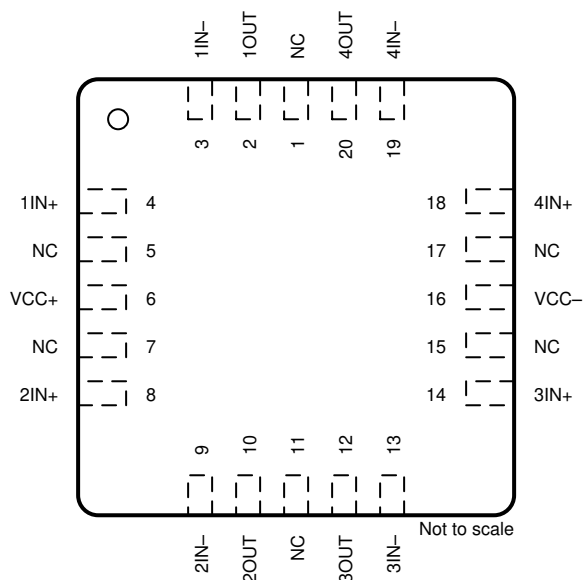 1IN–
1OUT
NC
4OUT
4IN–
3
2
1
20
19
1IN+
4
18
4IN+
NC
5
17
NC
VCC+
6
16
VCC–
NC
7
15
NC
2IN+
8
14
3IN+
9
10
11
12
13
2IN–
2OUT
NC
3OUT
3IN–
Not to scale